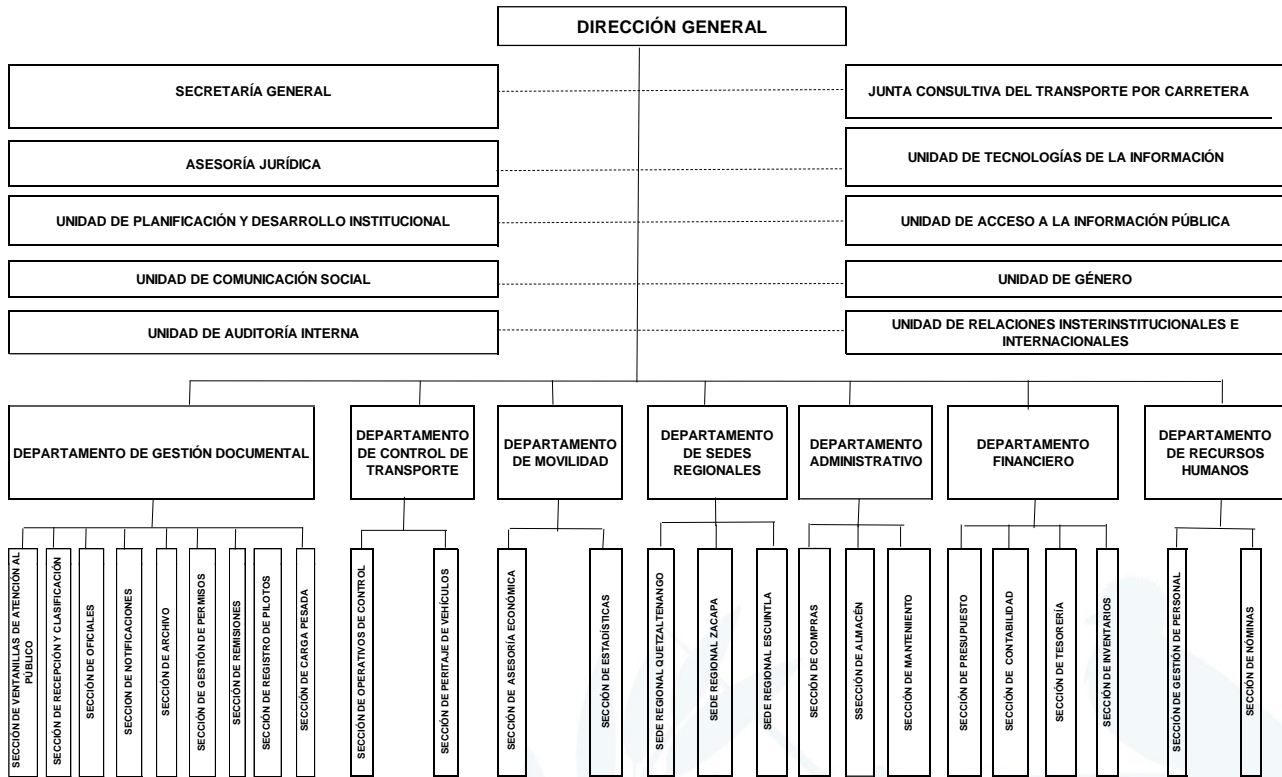 DIRECCIÓN GENERAL
SECRETARÍA GENERAL
JUNTA CONSULTIVA DEL TRANSPORTE POR CARRETERA
ASESORÍA JURÍDICA
UNIDAD DE TECNOLOGÍAS DE LA INFORMACIÓN
UNIDAD DE PLANIFICACIÓN Y DESARROLLO INSTITUCIONAL
UNIDAD DE ACCESO A LA INFORMACIÓN PÚBLICA
UNIDAD DE COMUNICACIÓN SOCIAL
UNIDAD DE GÉNERO
UNIDAD DE AUDITORÍA INTERNA
UNIDAD DE RELACIONES INSTERINSTITUCIONALES E
INTERNACIONALES
DEPARTAMENTO DE GESTIÓN DOCUMENTAL
DEPARTAMENTO
DE CONTROL DE
TRANSPORTE
DEPARTAMENTO
DE MOVILIDAD
DEPARTAMENTO
DE SEDES
REGIONALES
DEPARTAMENTO
ADMINISTRATIVO
DEPARTAMENTO
FINANCIERO
DEPARTAMENTO
DE RECURSOS
HUMANOS
SECCIÓN DE VENTANILLAS DE ATENCIÓN AL
PÚBLICO
SECCIÓN DE RECEPCIÓN Y CLASIFICACIÓN
SECCIÓN DE OFICIALES
SECCION DE NOTIFICACIONES
SECCIÓN DE ARCHIVO
SECCIÓN DE GESTIÓN DE PERMISOS
SECCIÓN DE REMISIONES
SECCIÓN DE REGISTRO DE PILOTOS
SECCIÓN DE CARGA PESADA
SECCIÓN DE OPERATIVOS DE CONTROL
SECCIÓN DE PERITAJE DE VEHÍCULOS
SECCIÓN DE ASESORÍA ECONÓMICA
SECCIÓN DE ESTADÍSTICAS
SEDE REGIONAL QUETZALTENANGO
SEDE REGIONAL ZACAPA
SEDE REGIONAL ESCUINTLA
SECCIÓN DE COMPRAS
SSECCIÓN DE ALMACÉN
SECCIÓN DE MANTENIMIENTO
SECCIÓN DE PRESUPUESTO
SECCIÓN DE CONTABILIDAD
SECCIÓN DE TESORERÍA
SECCIÓN DE INVENTARIOS
SECCIÓN DE GESTIÓN DE PERSONAL
SECCIÓN DE NÓMINAS